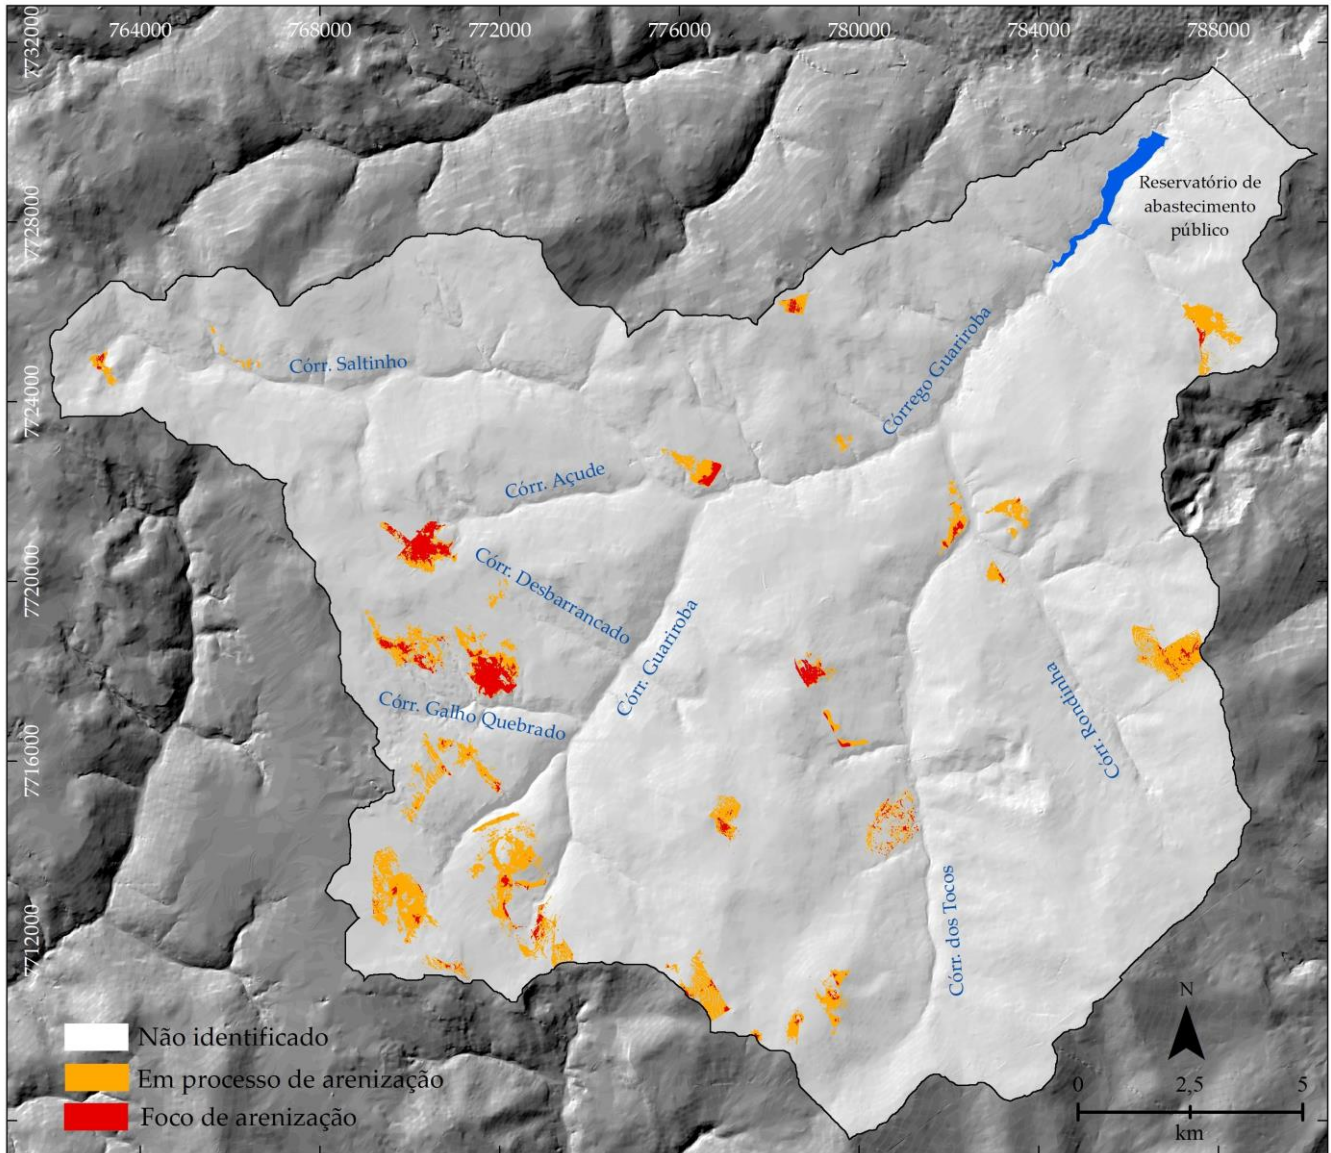 764000
768000
772000
776000
780000
784000
788000
7732000
7728000
7724000
7720000
7716000
7712000
Reservatório de
abastecimento
público
Córr. Saltinho
Córrego Guariroba
Córr. Açude
Córr. Desbarrancado
Córr. Guariroba
Córr. Galho Quebrado
Córr. Rondinha
Córr. dos Tocos
Não identificado
Em processo de arenização
Foco de arenização
N
0 2,5 5
km